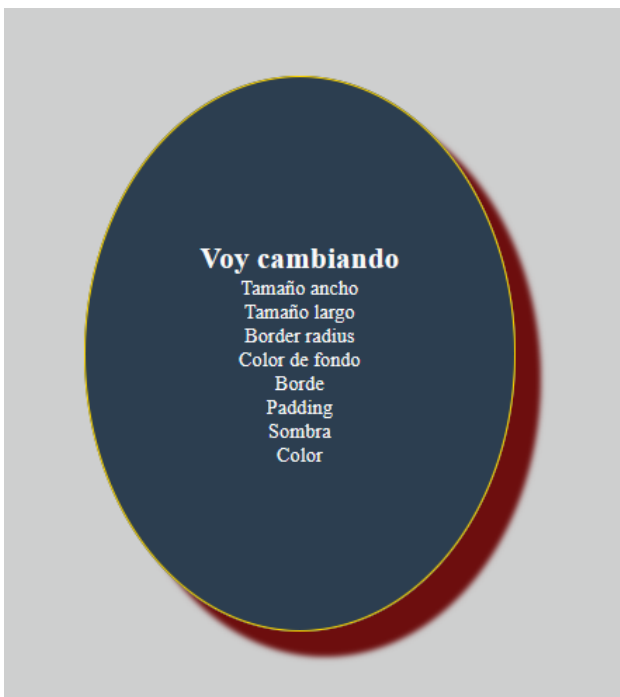 Voy cambiando
Tamaño ancho
Tamaño largo
Border radius
Color de fondo
Borde
Padding
Sombra
Color